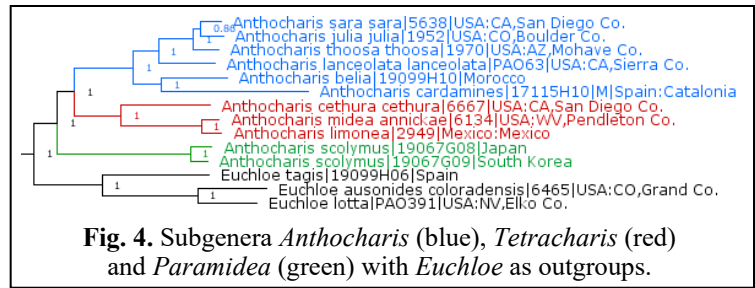 Anthocharis sara sara|5638|USA:CA,San Diego Co.
0.86
Anthocharis julia julia|1952|USA:CO,Boulder Co.
1
Anthocharis thoosa thoosa|1970|USA:AZ,Mohave Co.
1
Anthocharis lanceolata lanceolata|PAO63|USA:CA,Sierra Co.
1
Anthocharis belia|19099H10|Morocco
1
Anthocharis cardamines|17115H10|M|Spain:Catalonia
1
Anthocharis cethura cethura|6667|USA:CA,San Diego Co.
1
Anthocharis midea annickae|6134|USA:WV,Pendleton Co.
1
Anthocharis limonea|2949|Mexico:Mexico
1
Anthocharis scolymus|19067G08|Japan
1
Anthocharis scolymus|19067G09|South Korea
Euchloe tagis|19099H06|Spain
1
Euchloe ausonides coloradensis|6465|USA:CO,Grand Co.
1
Euchloe lotta|PAO391|USA:NV,Elko Co.
Fig. 4. Subgenera Anthocharis (blue), Tetracharis (red)
and Paramidea (green) with Euchloe as outgroups.